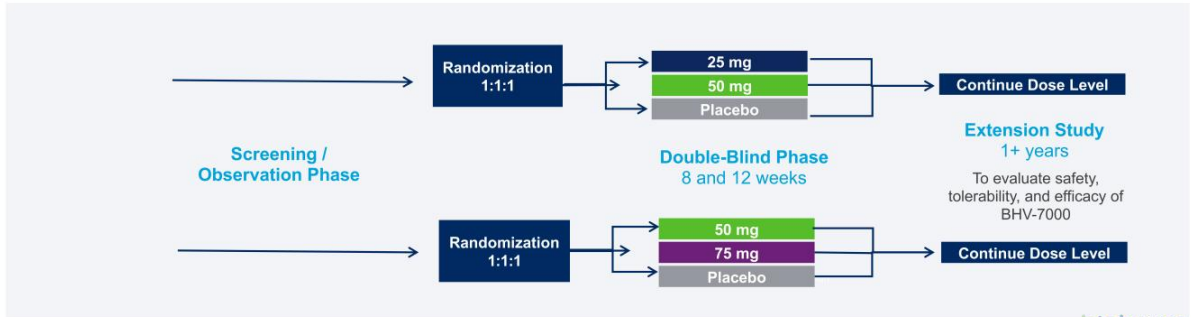 Randomization
1:1:1
25 mg
50 mg
Placebo
Continue Dose Level
Screening /
Observation Phase
Double-Blind Phase
8 and 12 weeks
Extension Study
1+ years
To evaluate safety,
tolerability, and efficacy of
BHV-7000
Randomization
1:1:1
50 mg
75 mg
Placebo
Continue Dose Level